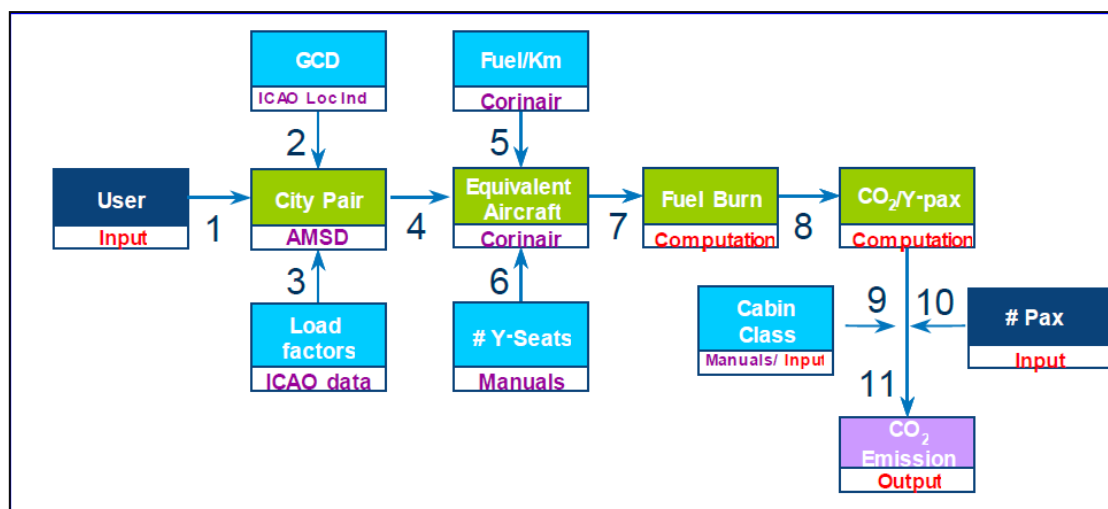 GCD
ICAO Loc Ind
Fuel/Km
Corinair
2
5
User
Input
1
City Pair
AMSD
4
Equivalent
Aircraft
Corinair
7
Fuel Burn
Computation
8
CO2/Y-pax
Computation
3
6
Load
factors
ICAO data
# Y-Seats
Manuals
Cabin
Class
Manuals/ Input
9
10
# Pax
Input
11
CO2
Emission
Output